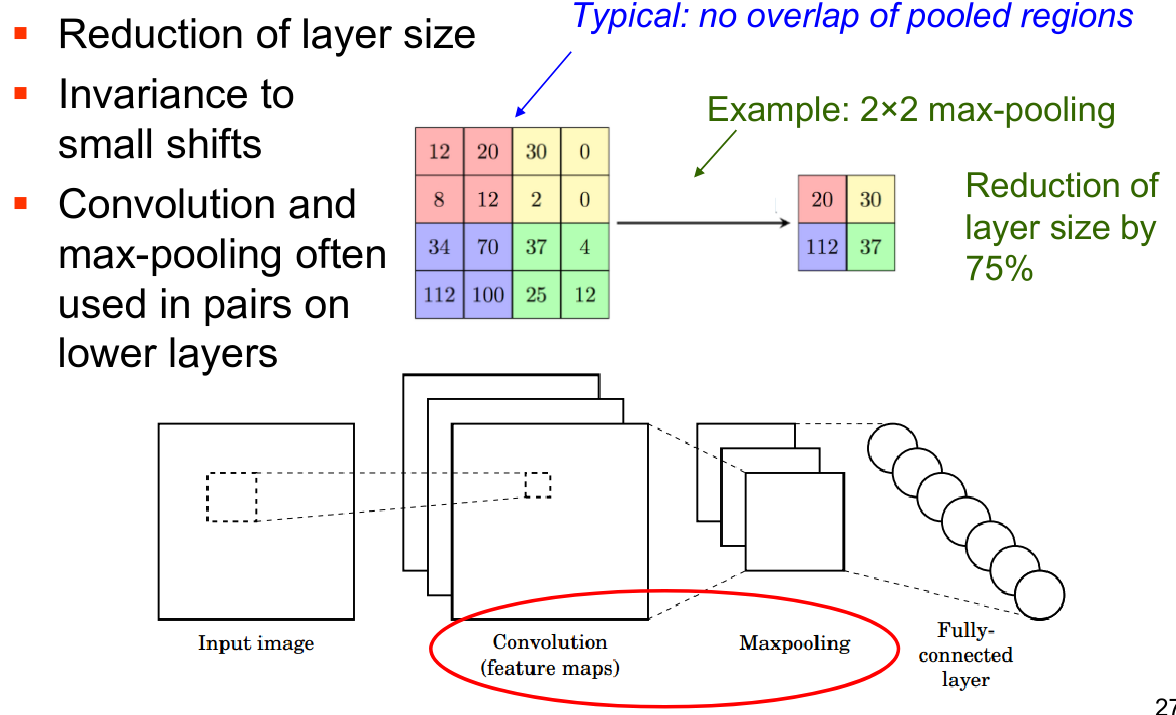 Typical: no overlap of pooled regions
▪ Reduction of layer size
▪ Invariance to
small shifts
▪ Convolution and
max-pooling often
used in pairs on
lower layers
Example: 2×2 max-pooling
12 20 30 0
8 12 2 0
34 70 37 4
112 100 25 12
20 30
112 37
Reduction of
layer size by
75%
Input image
Convolution
(feature maps)
Maxpooling
Fully-
connected
layer
27